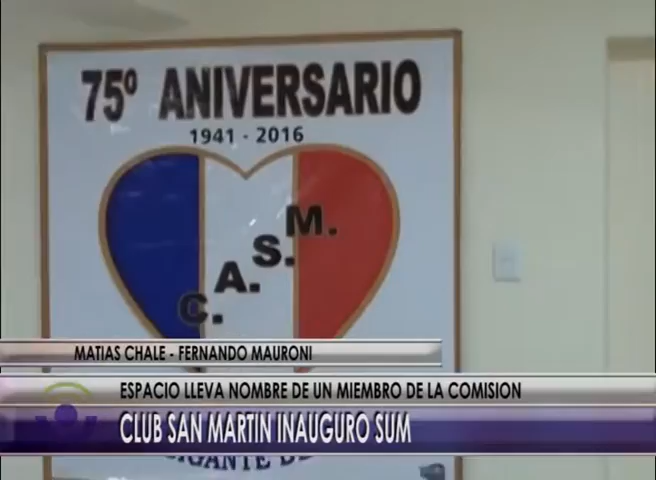 75º ANIVERSARIO
1941 - 2016
C. A. S. M.
MATIAS CHALE - FERNANDO MAURONI
ESPACIO LLEVA NOMBRE DE UN MIEMBRO DE LA COMISION
CLUB SAN MARTIN INAUGURO SUM